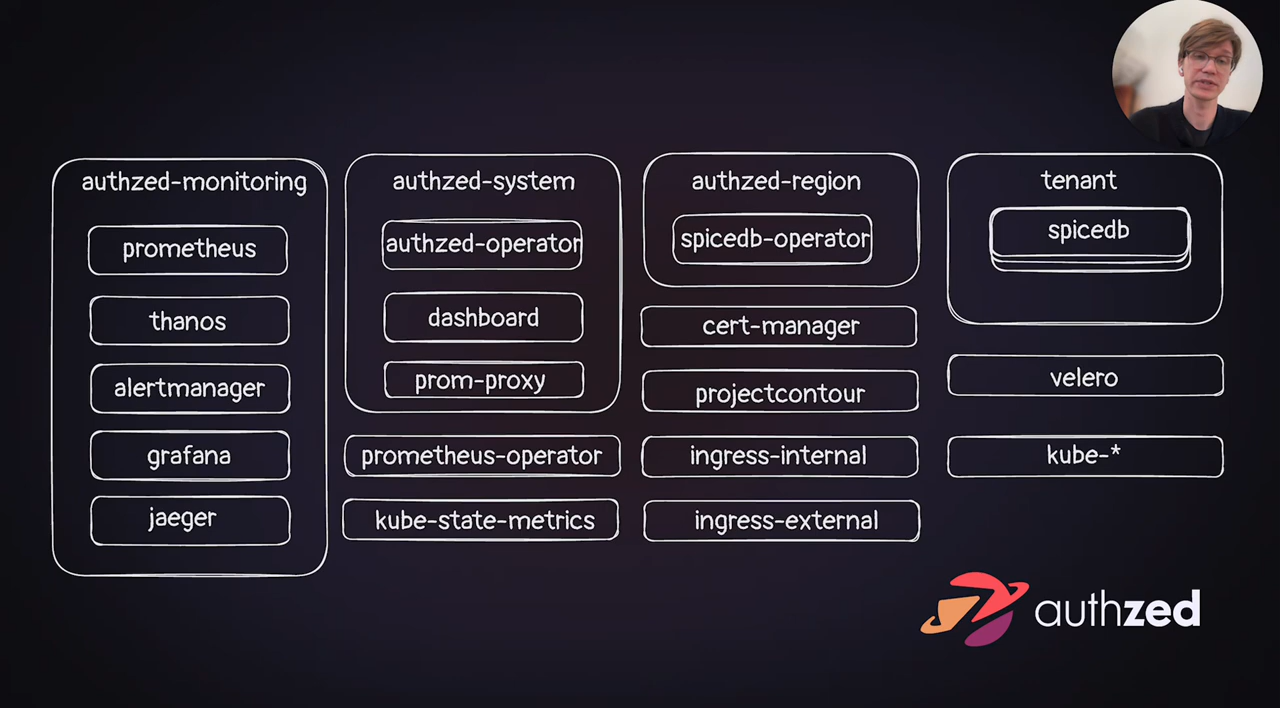 authzed-monitoring
prometheus
thanos
alertmanager
grafana
jaeger
authzed-system
authzed-operator
dashboard
prom-proxy
prometheus-operator
kube-state-metrics
authzed-region
spicedb-operator
cert-manager
projectcontour
ingress-internal
ingress-external
tenant
spicedb
velero
kube-*
authzed